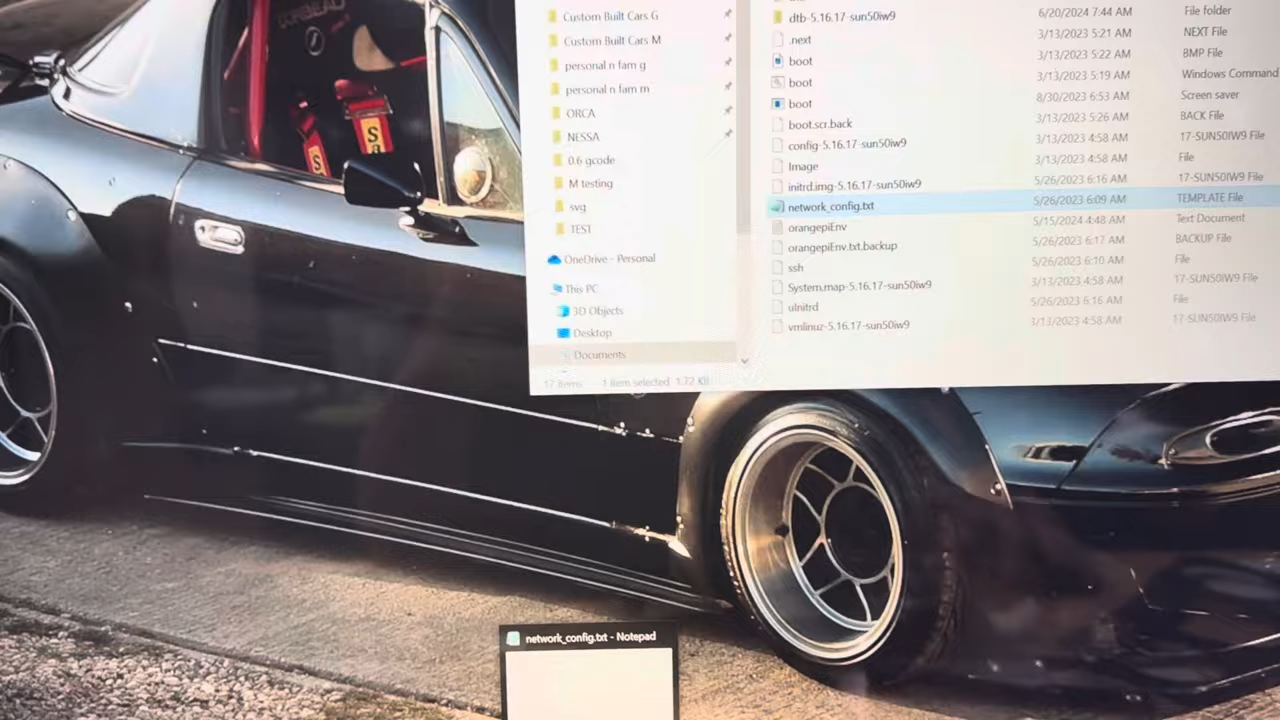 CORBEAU
S
S
Custom Built Cars G
Custom Built Cars M
personal n fam g
personal n fam m
ORCA
NESSA
0.6 gcode
M testing
svg
TEST
OneDrive - Personal
This PC
3D Objects
Desktop
Documents
17 items 1 item selected 1.72 KB
dtb-5.16.17-sun50iw9 6/20/2024 7:44 AM File folder
.next 3/13/2023 5:21 AM NEXT File
boot 3/13/2023 5:22 AM BMP File
boot 3/13/2023 5:19 AM Windows Command
boot 8/30/2023 6:53 AM Screen saver
boot.scr.back 3/13/2023 5:26 AM BACK File
config-5.16.17-sun50iw9 3/13/2023 4:58 AM 17-SUN50IW9 File
Image 3/13/2023 4:58 AM File
initrd.img-5.16.17-sun50iw9 5/26/2023 6:16 AM 17-SUN50IW9 File
network_config.txt 5/26/2023 6:09 AM TEMPLATE File
orangepiEnv 5/15/2024 4:48 AM Text Document
orangepiEnv.txt.backup 5/26/2023 6:17 AM BACKUP File
ssh 5/26/2023 6:10 AM File
System.map-5.16.17-sun50iw9 3/13/2023 4:58 AM 17-SUN50IW9 File
uInitrd 5/26/2023 6:16 AM File
vmlinuz-5.16.17-sun50iw9 3/13/2023 4:58 AM 17-SUN50IW9 File
network_config.txt - Notepad